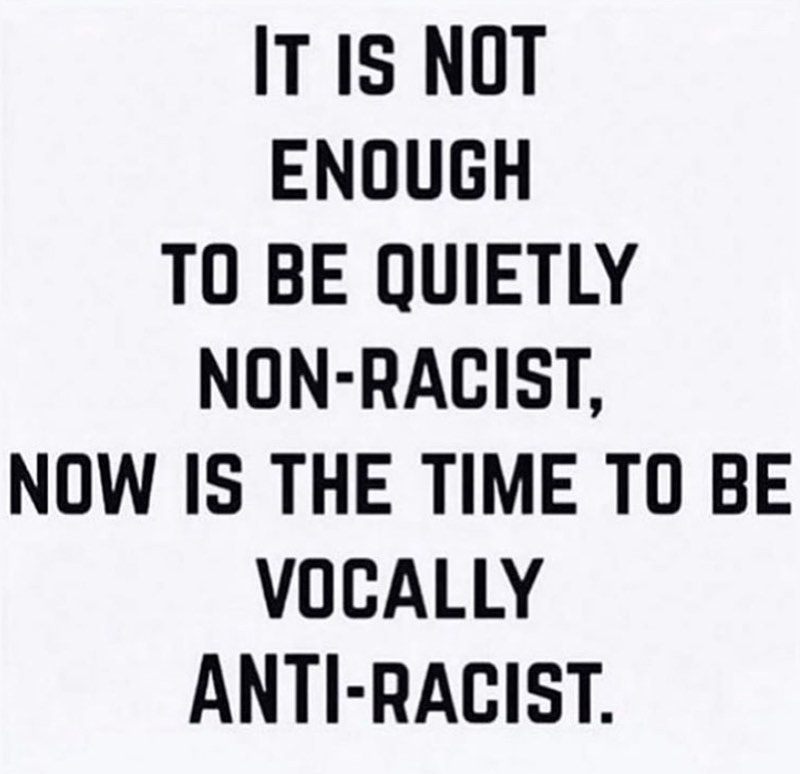 IT IS NOT
ENOUGH
TO BE QUIETLY
NON-RACIST,
NOW IS THE TIME TO BE
VOCALLY
ANTI-RACIST.